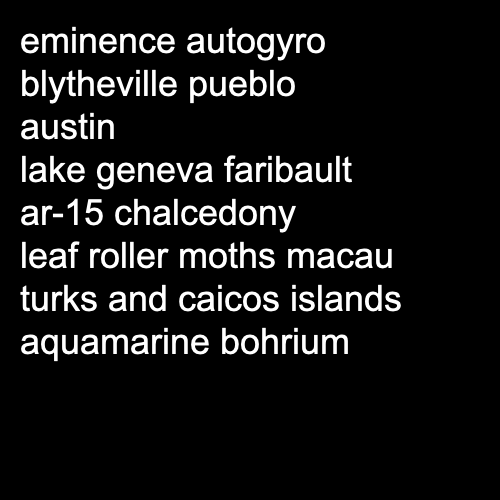 eminence autogyro
blytheville pueblo
austin
lake geneva faribault
ar-15 chalcedony
leaf roller moths macau
turks and caicos islands
aquamarine bohrium